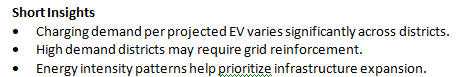 Short Insights
• Charging demand per projected EV varies significantly across districts.
• High demand districts may require grid reinforcement.
• Energy intensity patterns help prioritize infrastructure expansion.